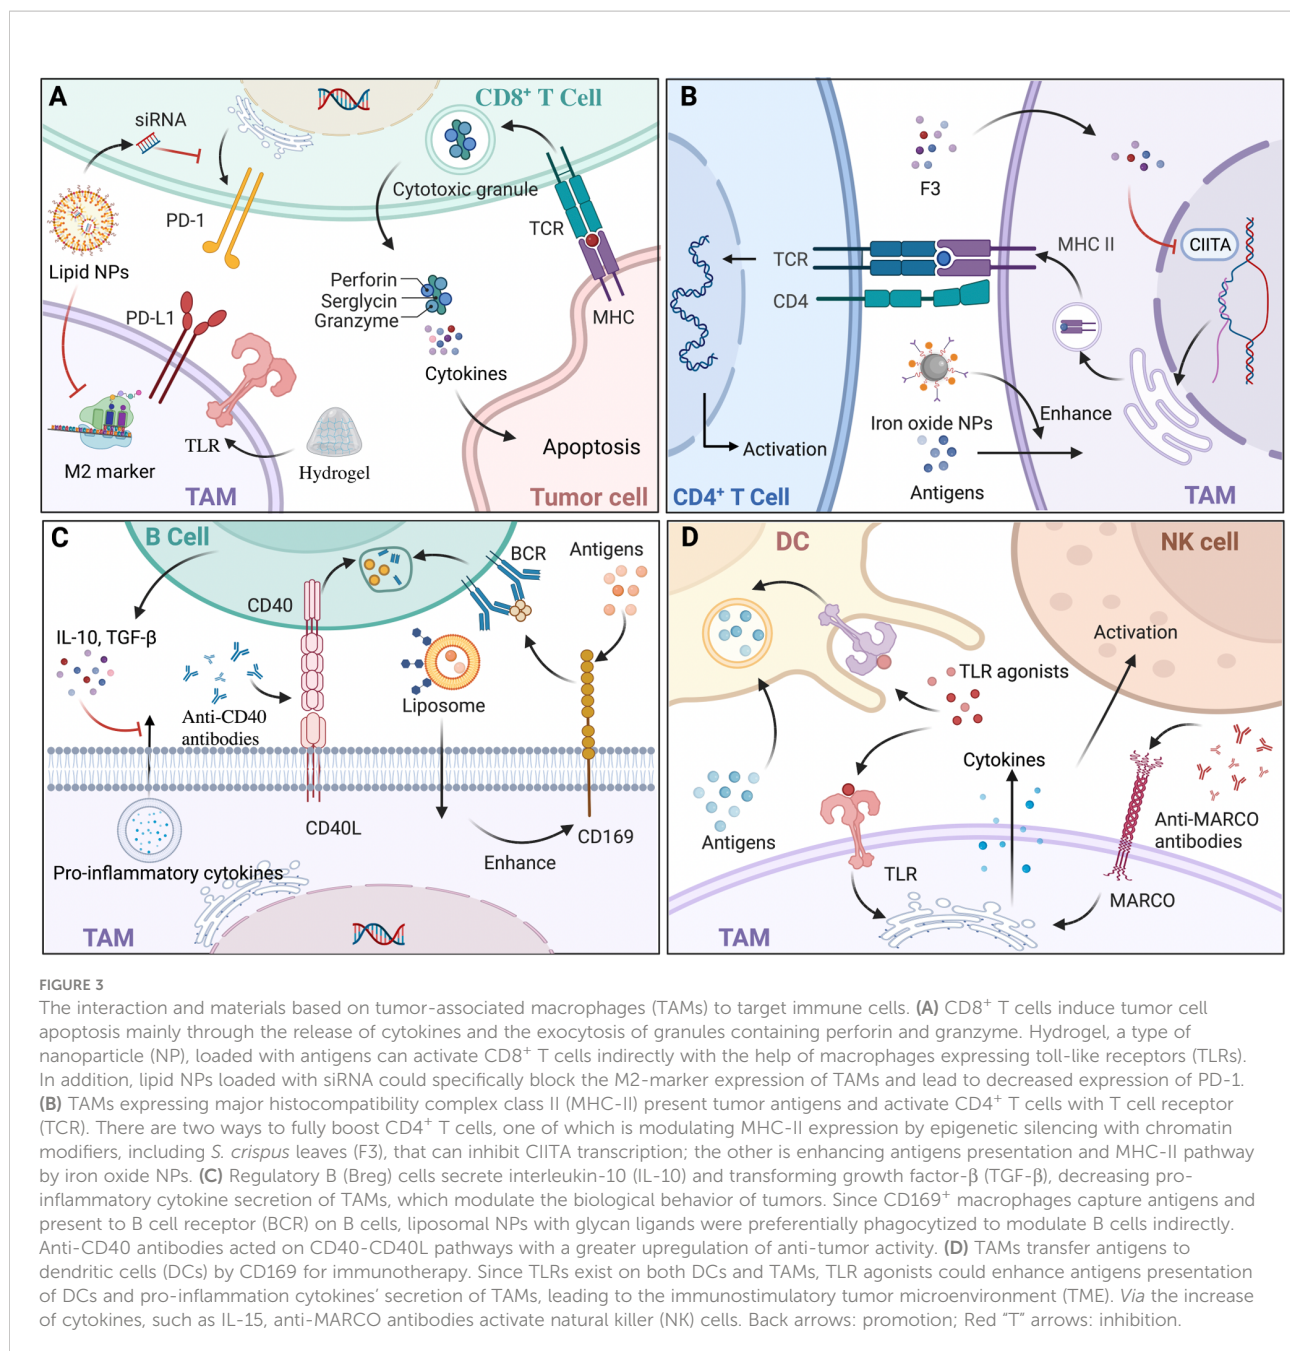 A
CD8+ T Cell
siRNA
Cytotoxic granule
PD-1
TCR
Lipid NPs
Perforin
Serglycin
Granzyme
MHC
PD-L1
Cytokines
TLR
Apoptosis
M2 marker
Hydrogel
TAM
Tumor cell
B
F3
CIITA
MHC II
TCR
CD4
Enhance
Iron oxide NPs
Activation
CD4+ T Cell
Antigens
TAM
C
B Cell
BCR
Antigens
CD40
IL-10, TGF-β
Liposome
Anti-CD40
antibodies
CD40L
CD169
Enhance
Pro-inflammatory cytokines
TAM
D
DC
NK cell
Activation
TLR agonists
Cytokines
Antigens
Anti-MARCO
antibodies
TLR
MARCO
TAM
FIGURE 3
The interaction and materials based on tumor-associated macrophages (TAMs) to target immune cells. (A) CD8+ T cells induce tumor cell
apoptosis mainly through the release of cytokines and the exocytosis of granules containing perforin and granzyme. Hydrogel, a type of
nanoparticle (NP), loaded with antigens can activate CD8+ T cells indirectly with the help of macrophages expressing toll-like receptors (TLRs).
In addition, lipid NPs loaded with siRNA could specifically block the M2-marker expression of TAMs and lead to decreased expression of PD-1.
(B) TAMs expressing major histocompatibility complex class II (MHC-II) present tumor antigens and activate CD4+ T cells with T cell receptor
(TCR). There are two ways to fully boost CD4+ T cells, one of which is modulating MHC-II expression by epigenetic silencing with chromatin
modifiers, including S. crispus leaves (F3), that can inhibit CIITA transcription; the other is enhancing antigens presentation and MHC-II pathway
by iron oxide NPs. (C) Regulatory B (Breg) cells secrete interleukin-10 (IL-10) and transforming growth factor-β (TGF-β), decreasing pro-
inflammatory cytokine secretion of TAMs, which modulate the biological behavior of tumors. Since CD169+ macrophages capture antigens and
present to B cell receptor (BCR) on B cells, liposomal NPs with glycan ligands were preferentially phagocytized to modulate B cells indirectly.
Anti-CD40 antibodies acted on CD40-CD40L pathways with a greater upregulation of anti-tumor activity. (D) TAMs transfer antigens to
dendritic cells (DCs) by CD169 for immunotherapy. Since TLRs exist on both DCs and TAMs, TLR agonists could enhance antigens presentation
of DCs and pro-inflammation cytokines’ secretion of TAMs, leading to the immunostimulatory tumor microenvironment (TME). Via the increase
of cytokines, such as IL-15, anti-MARCO antibodies activate natural killer (NK) cells. Back arrows: promotion; Red “T” arrows: inhibition.